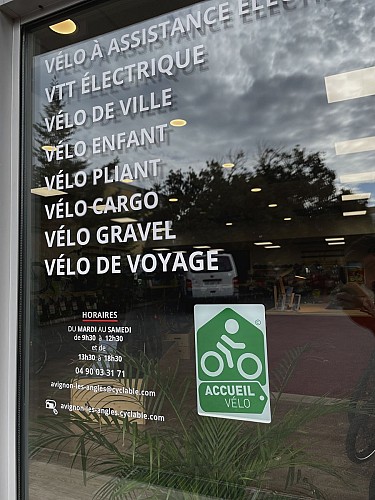 VÉLO À ASSISTANCE ÉLECT
VTT ÉLECTRIQUE
VÉLO DE VILLE
VÉLO ENFANT
VÉLO PLIANT
VÉLO CARGO
VÉLO GRAVEL
VÉLO DE VOYAGE
HORAIRES
DU MARDI AU SAMEDI
de 9h30 à 12h30
et de
13h30 à 18h30
04 90 03 31 71
avignon-les-angles@cyclable.com
avignon-les-angles.cyclable.com
ACCUEIL
VÉLO